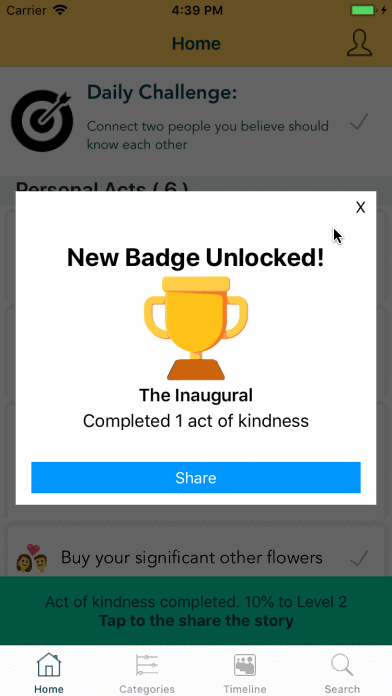 Carrier 4:39 PM
Home
Daily Challenge:
Connect two people you believe should
know each other
Personal Acts ( 6 )
X
New Badge Unlocked!
The Inaugural
Completed 1 act of kindness
Share
Buy your significant other flowers
Act of kindness completed. 10% to Level 2
Tap to the share the story
Home Categories Timeline Search